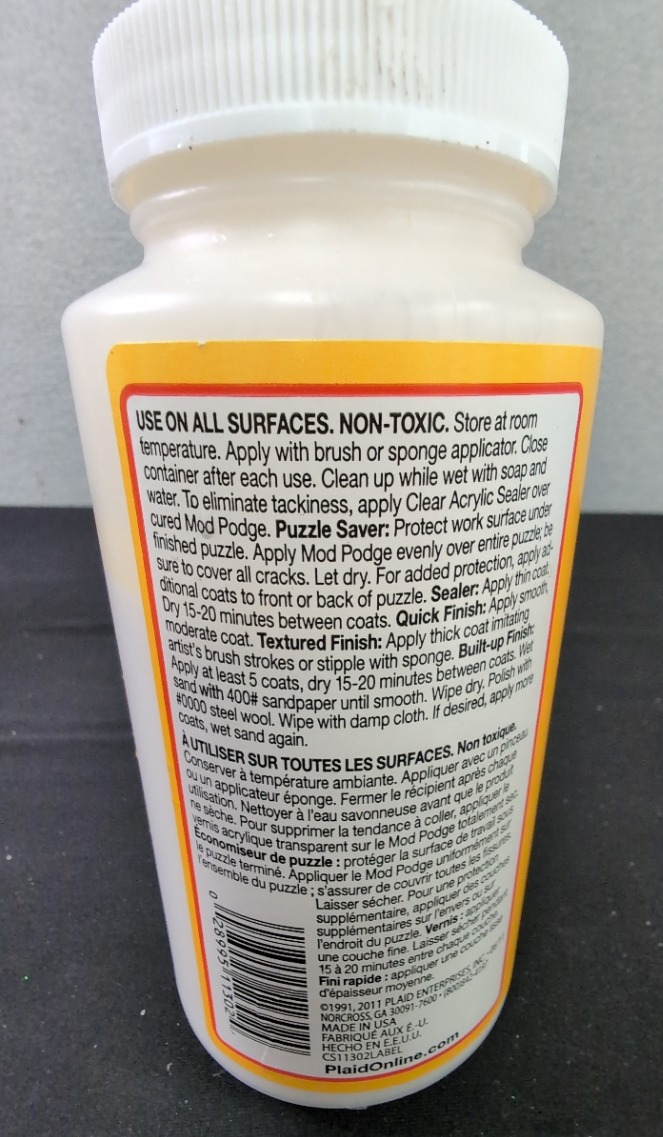 USE ON ALL SURFACES. NON-TOXIC. Store at room
temperature. Apply with brush or sponge applicator. Close
container after each use. Clean up while wet with soap and
water. To eliminate tackiness, apply Clear Acrylic Sealer over
cured Mod Podge. Puzzle Saver: Protect work surface under
finished puzzle. Apply Mod Podge evenly over entire puzzle; be
sure to cover all cracks. Let dry. For added protection, apply ad-
ditional coats to front or back of puzzle. Sealer: Apply thin coat.
Dry 15-20 minutes between coats. Quick Finish: Apply smooth,
moderate coat. Textured Finish: Apply thick coat imitating
artist's brush strokes or stipple with sponge. Built-up Finish:
Apply at least 5 coats, dry 15-20 minutes between coats. Wet
sand with 400# sandpaper until smooth. Wipe dry. Polish with
#0000 steel wool. Wipe with damp cloth. If desired, apply more
coats, wet sand again.
À UTILISER SUR TOUTES LES SURFACES. Non toxique.
Conserver à température ambiante. Appliquer avec un pinceau
ou un applicateur éponge. Fermer le récipient après chaque
utilisation. Nettoyer à l'eau savonneuse avant que le produit
ne sèche. Pour supprimer la tendance à coller, appliquer le
vernis acrylique transparent sur le Mod Podge totalement sec.
Économiseur de puzzle : protéger la surface de travail sous
le puzzle terminé. Appliquer le Mod Podge uniformément sur
l'ensemble du puzzle ; s'assurer de couvrir toutes les fissures.
Laisser sécher. Pour une protection
supplémentaire, appliquer des couches
supplémentaires sur l'envers ou sur
l'endroit du puzzle. Vernis : appliquer
une couche fine. Laisser sécher pendant
15 à 20 minutes entre chaque couche.
Fini rapide : appliquer une couche lisse
d'épaisseur moyenne.
©1991, 2011 PLAID ENTERPRISES, INC.
NORCROSS, GA 30091-7600 • (800)842-4197
MADE IN USA
FABRIQUÉ AUX É.-U.
HECHO EN E.E.U.U.
CS11302LABEL
PlaidOnline.com
0 28995 11302